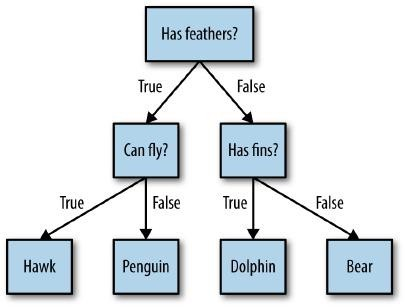 Has feathers?
True
False
Can fly?
Has fins?
True
False
True
False
Hawk
Penguin
Dolphin
Bear